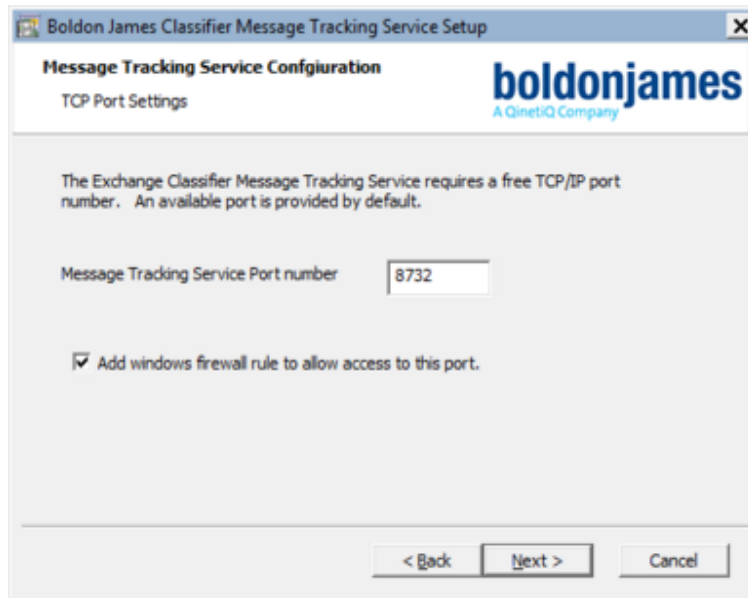 Boldon James Classifier Message Tracking Service Setup
Message Tracking Service Confgiuration
TCP Port Settings
boldonjames
A QinetiQ Company
The Exchange Classifier Message Tracking Service requires a free TCP/IP port
number. An available port is provided by default.
Message Tracking Service Port number
8732
Add windows firewall rule to allow access to this port.
< Back
Next >
Cancel